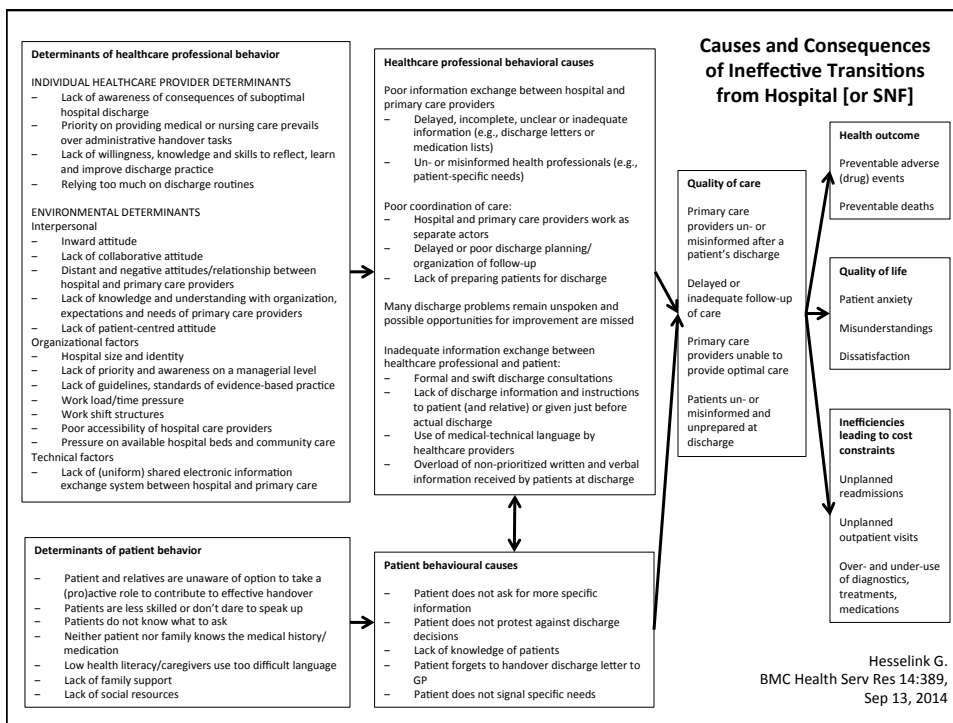 Causes and Consequences
of Ineffective Transitions
from Hospital [or SNF]
Determinants of healthcare professional behavior
INDIVIDUAL HEALTHCARE PROVIDER DETERMINANTS
– Lack of awareness of consequences of suboptimal
hospital discharge
– Priority on providing medical or nursing care prevails
over administrative handover tasks
– Lack of willingness, knowledge and skills to reflect, learn
and improve discharge practice
– Relying too much on discharge routines
ENVIRONMENTAL DETERMINANTS
Interpersonal
– Inward attitude
– Lack of collaborative attitude
– Distant and negative attitudes/relationship between
hospital and primary care providers
– Lack of knowledge and understanding with organization,
expectations and needs of primary care providers
– Lack of patient-centred attitude
Organizational factors
– Hospital size and identity
– Lack of priority and awareness on a managerial level
– Lack of guidelines, standards of evidence-based practice
– Work load/time pressure
– Work shift structures
– Poor accessibility of hospital care providers
– Pressure on available hospital beds and community care
Technical factors
– Lack of (uniform) shared electronic information
exchange system between hospital and primary care
Healthcare professional behavioral causes
Poor information exchange between hospital and
primary care providers
– Delayed, incomplete, unclear or inadequate
information (e.g., discharge letters or
medication lists)
– Un- or misinformed health professionals (e.g.,
patient-specific needs)
Poor coordination of care:
– Hospital and primary care providers work as
separate actors
– Delayed or poor discharge planning/
organization of follow-up
– Lack of preparing patients for discharge
Many discharge problems remain unspoken and
possible opportunities for improvement are missed
Inadequate information exchange between
healthcare professional and patient:
– Formal and swift discharge consultations
– Lack of discharge information and instructions
to patient (and relative) or given just before
actual discharge
– Use of medical-technical language by
healthcare providers
– Overload of non-prioritized written and verbal
information received by patients at discharge
Determinants of patient behavior
– Patient and relatives are unaware of option to take a
(pro)active role to contribute to effective handover
– Patients are less skilled or don't dare to speak up
– Patients do not know what to ask
– Neither patient nor family knows the medical history/
medication
– Low health literacy/caregivers use too difficult language
– Lack of family support
– Lack of social resources
Patient behavioural causes
– Patient does not ask for more specific
information
– Patient does not protest against discharge
decisions
– Lack of knowledge of patients
– Patient forgets to handover discharge letter to
GP
– Patient does not signal specific needs
Quality of care
Primary care
providers un- or
misinformed after a
patient's discharge
Delayed or
inadequate follow-up
of care
Primary care
providers unable to
provide optimal care
Patients un- or
misinformed and
unprepared at
discharge
Health outcome
Preventable adverse
(drug) events
Preventable deaths
Quality of life
Patient anxiety
Misunderstandings
Dissatisfaction
Inefficiencies
leading to cost
constraints
Unplanned
readmissions
Unplanned
outpatient visits
Over- and under-use
of diagnostics,
treatments,
medications
Hesselink G.
BMC Health Serv Res 14:389,
Sep 13, 2014